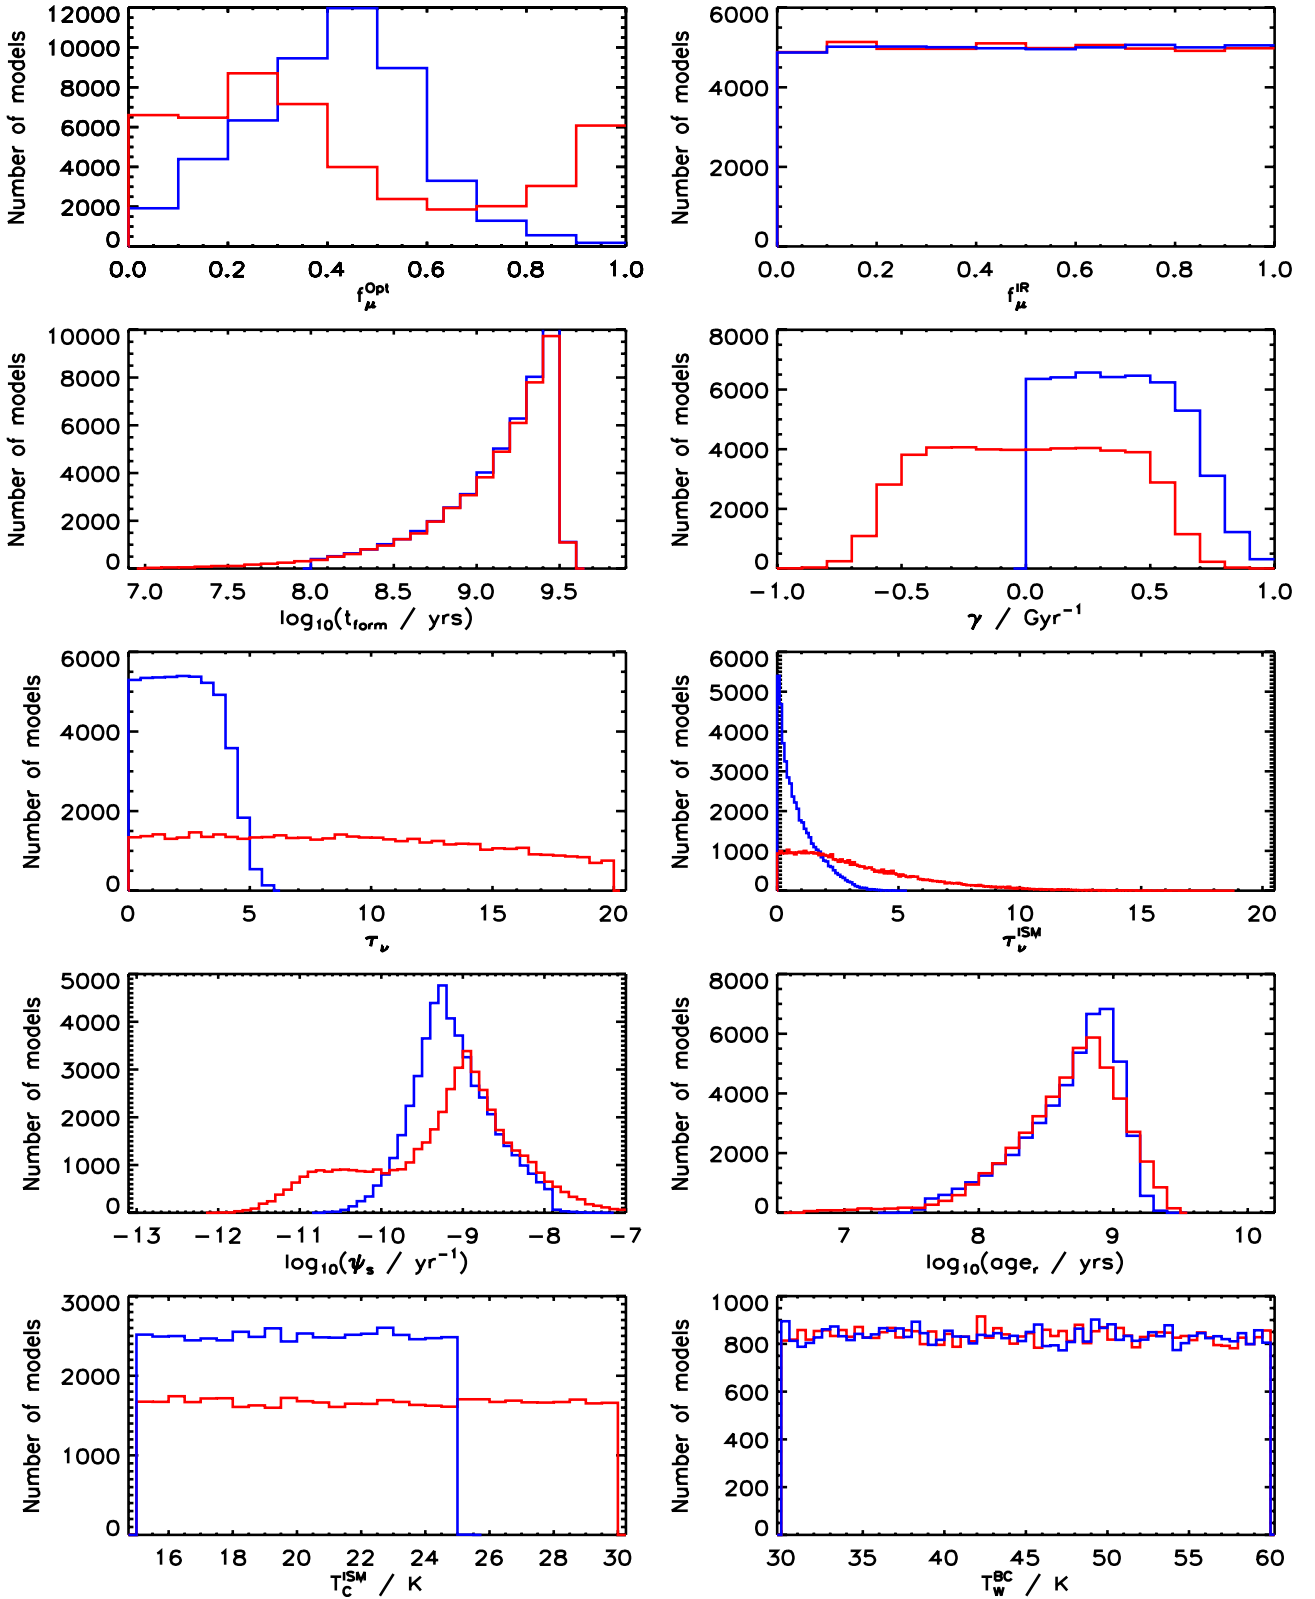 Number of models
12000
10000
8000
6000
4000
2000
0
0.0 0.2 0.4 0.6 0.8 1.0
f_μ^Opt
Number of models
6000
4000
2000
0
0.0 0.2 0.4 0.6 0.8 1.0
f_μ^IR
Number of models
10000
8000
6000
4000
2000
0
7.0 7.5 8.0 8.5 9.0 9.5
log₁₀(t_form / yrs)
Number of models
8000
6000
4000
2000
0
−1.0 −0.5 0.0 0.5 1.0
γ / Gyr⁻¹
Number of models
6000
4000
2000
0
0 5 10 15 20
τ_ν
Number of models
6000
5000
4000
3000
2000
1000
0
0 5 10 15 20
τ_ν^ISM
Number of models
5000
4000
3000
2000
1000
0
−13 −12 −11 −10 −9 −8 −7
log₁₀(ψ_s / yr⁻¹)
Number of models
8000
6000
4000
2000
0
7 8 9 10
log₁₀(age_r / yrs)
Number of models
3000
2000
1000
0
16 18 20 22 24 26 28 30
T_C^ISM / K
Number of models
1000
800
600
400
200
0
30 35 40 45 50 55 60
T_W^BC / K